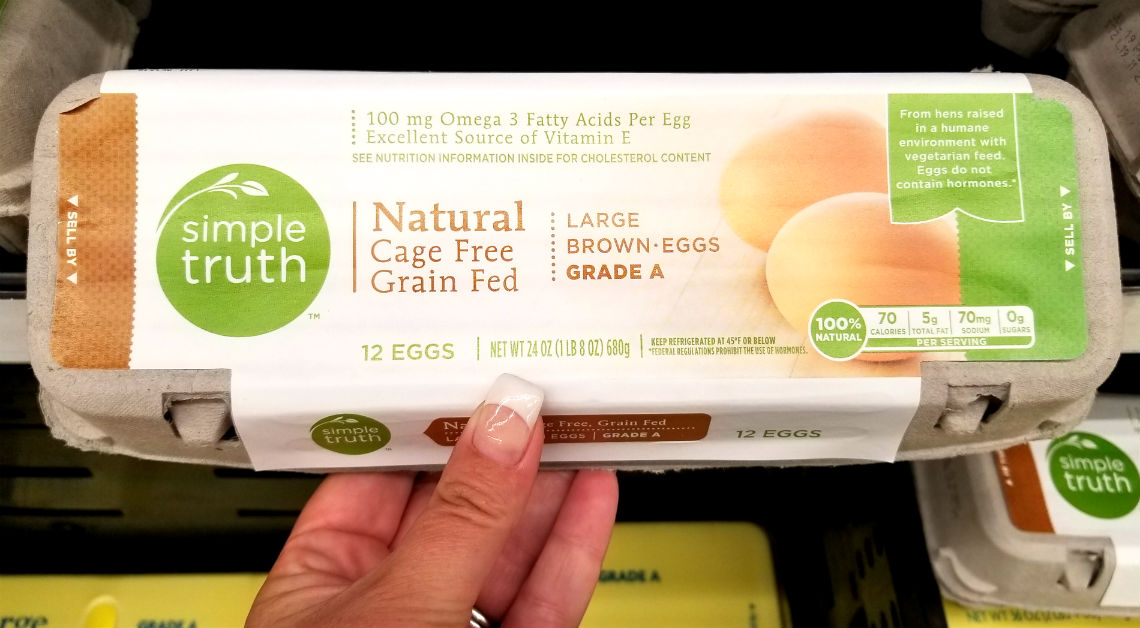 100 mg Omega 3 Fatty Acids Per Egg
Excellent Source of Vitamin E
SEE NUTRITION INFORMATION INSIDE FOR CHOLESTEROL CONTENT
From hens raised
in a humane
environment with
vegetarian feed.
Eggs do not
contain hormones.*
SELL BY
simple
truth
TM
Natural
Cage Free
Grain Fed
LARGE
BROWN·EGGS
GRADE A
SELL BY
12 EGGS
NET WT 24 OZ (1 LB 8 OZ) 680g
KEEP REFRIGERATED AT 45°F OR BELOW
*FEDERAL REGULATIONS PROHIBIT THE USE OF HORMONES.
100%
NATURAL
70 5g 70mg 0g
CALORIES TOTAL FAT SODIUM SUGARS
PER SERVING
simple
truth
Free, Grain Fed
EGGS | GRADE A
12 EGGS
simple
truth
GRADE A
GRADE A